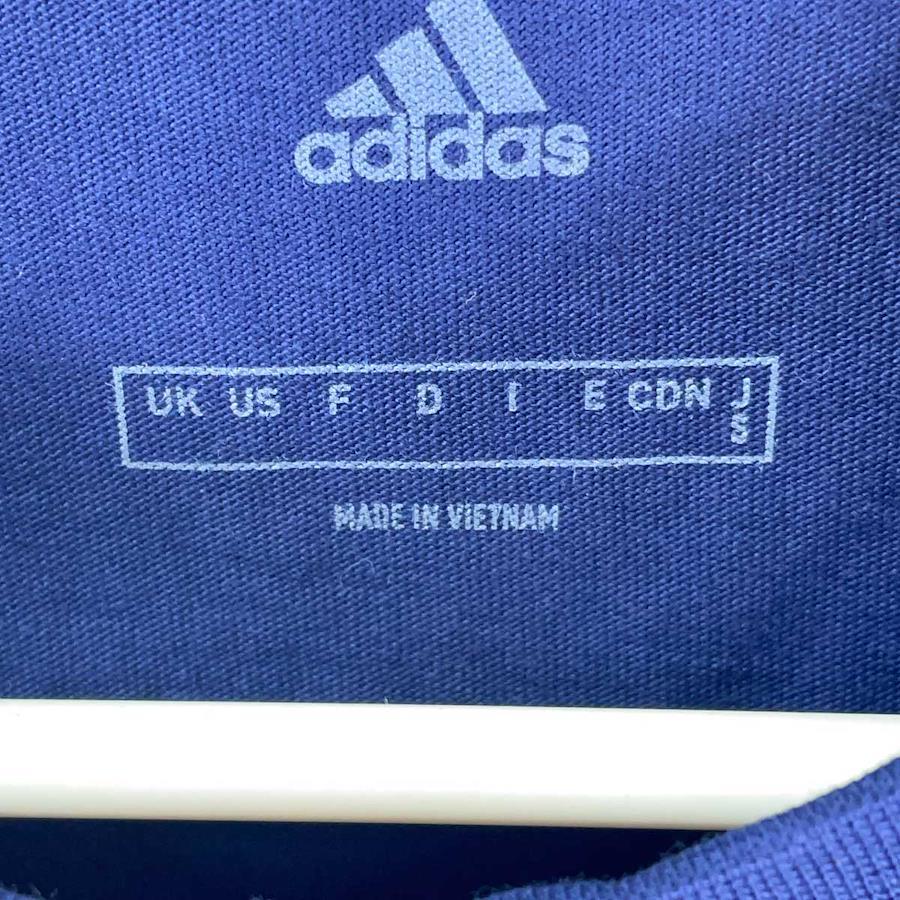 adidas
UK US F D I E CDN J
S
MADE IN VIETNAM